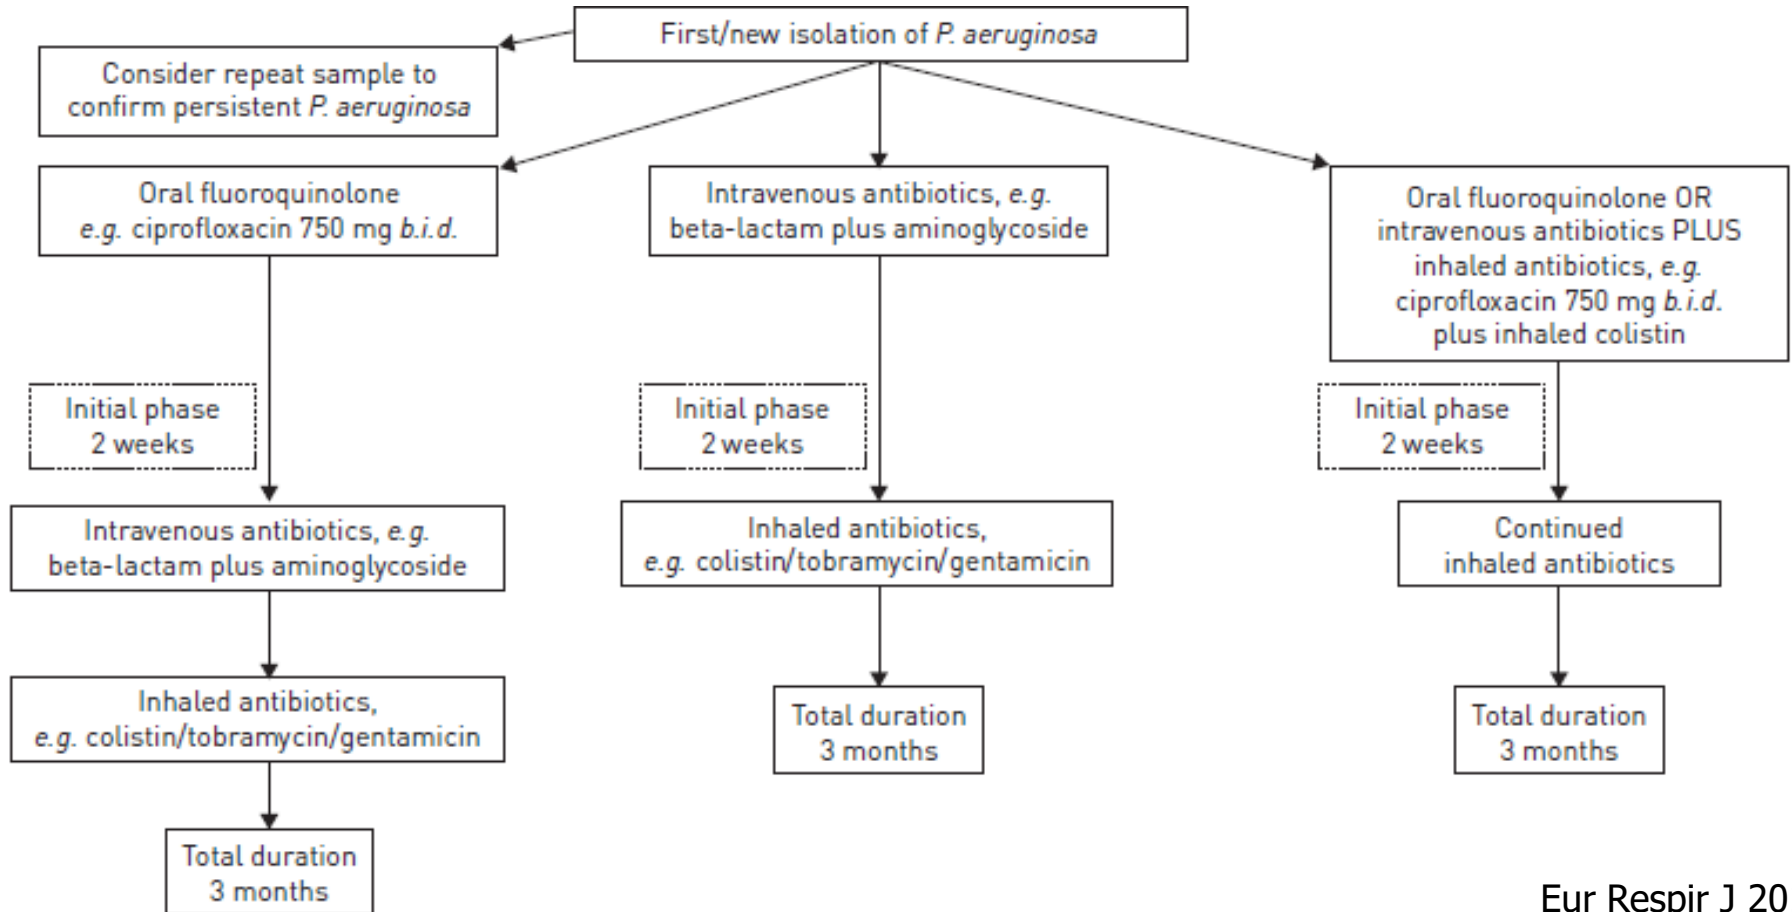 First/new isolation of P. aeruginosa
Consider repeat sample to
confirm persistent P. aeruginosa
Oral fluoroquinolone
e.g. ciprofloxacin 750 mg b.i.d.
Intravenous antibiotics, e.g.
beta-lactam plus aminoglycoside
Oral fluoroquinolone OR
intravenous antibiotics PLUS
inhaled antibiotics, e.g.
ciprofloxacin 750 mg b.i.d.
plus inhaled colistin
Initial phase
2 weeks
Initial phase
2 weeks
Initial phase
2 weeks
Intravenous antibiotics, e.g.
beta-lactam plus aminoglycoside
Inhaled antibiotics,
e.g. colistin/tobramycin/gentamicin
Continued
inhaled antibiotics
Inhaled antibiotics,
e.g. colistin/tobramycin/gentamicin
Total duration
3 months
Total duration
3 months
Total duration
3 months
Eur Respir J 20